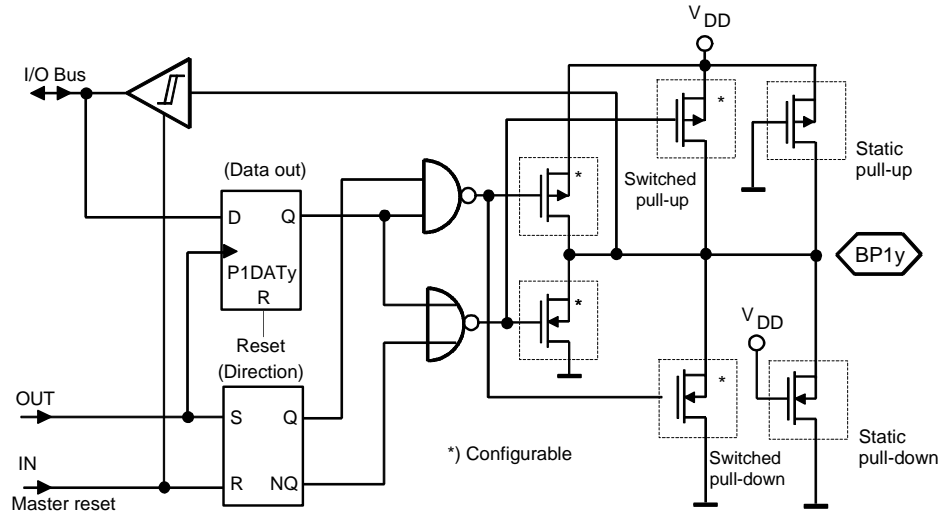 V DD
I/O Bus
*
Static
pull-up
(Data out)
*
Switched
pull-up
D
Q
P1DATy
R
BP1y
*
V DD
Reset
(Direction)
OUT
S
Q
*
*) Configurable
IN
R
NQ
Switched
pull-down
Static
pull-down
Master reset